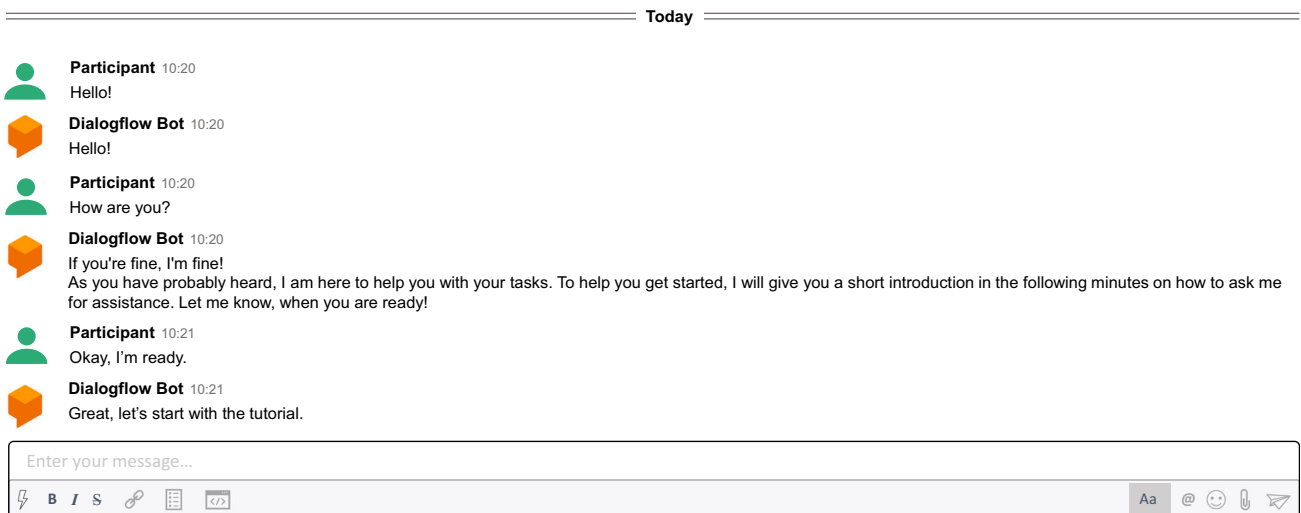 Today
Participant 10:20
Hello!
Dialogflow Bot 10:20
Hello!
Participant 10:20
How are you?
Dialogflow Bot 10:20
If you're fine, I'm fine!
As you have probably heard, I am here to help you with your tasks. To help you get started, I will give you a short introduction in the following minutes on how to ask me
for assistance. Let me know, when you are ready!
Participant 10:21
Okay, I’m ready.
Dialogflow Bot 10:21
Great, let’s start with the tutorial.
Enter your message...
B I S </> Aa @